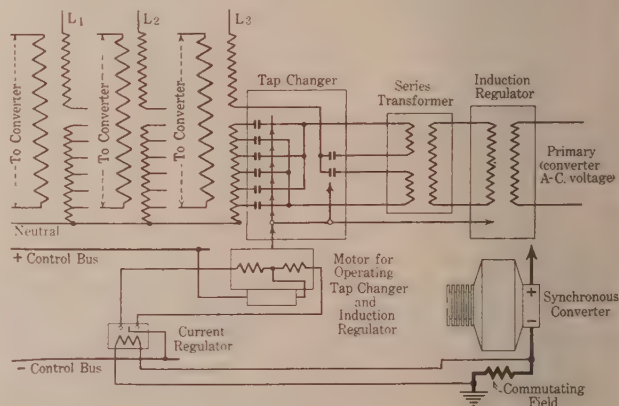 L1
L2
L3
To Converter
To Converter
To Converter
Tap Changer
Series
Transformer
Induction
Regulator
Primary
(converter
A-C. voltage)
Neutral
+ Control Bus
Motor for
Operating
Tap Changer
and
Induction
Regulator
Current
Regulator
- Control Bus
+
-
Synchronous
Converter
Commutating
Field